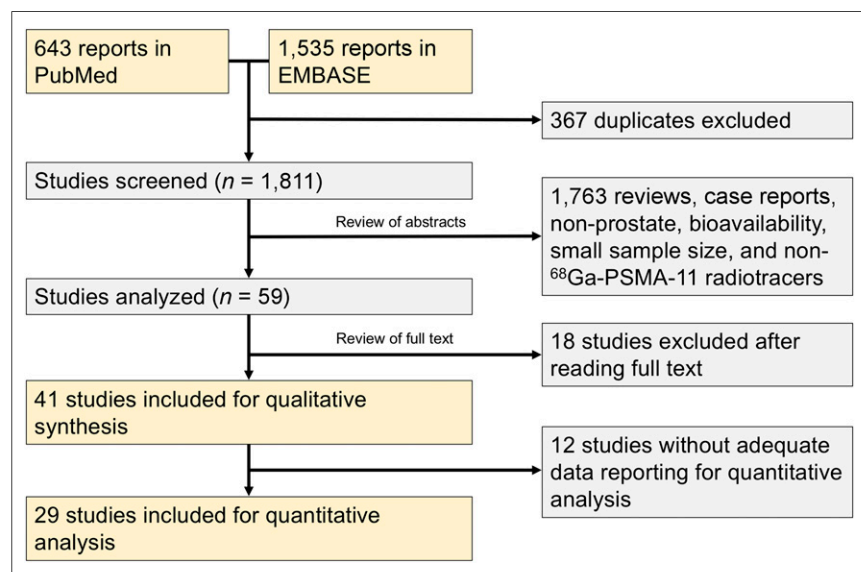 643 reports in
PubMed
1,535 reports in
EMBASE
367 duplicates excluded
Studies screened (n = 1,811)
1,763 reviews, case reports,
non-prostate, bioavailability,
small sample size, and non-
⁶⁸Ga-PSMA-11 radiotracers
Review of abstracts
Studies analyzed (n = 59)
Review of full text
18 studies excluded after
reading full text
41 studies included for qualitative
synthesis
12 studies without adequate
data reporting for quantitative
analysis
29 studies included for quantitative
analysis